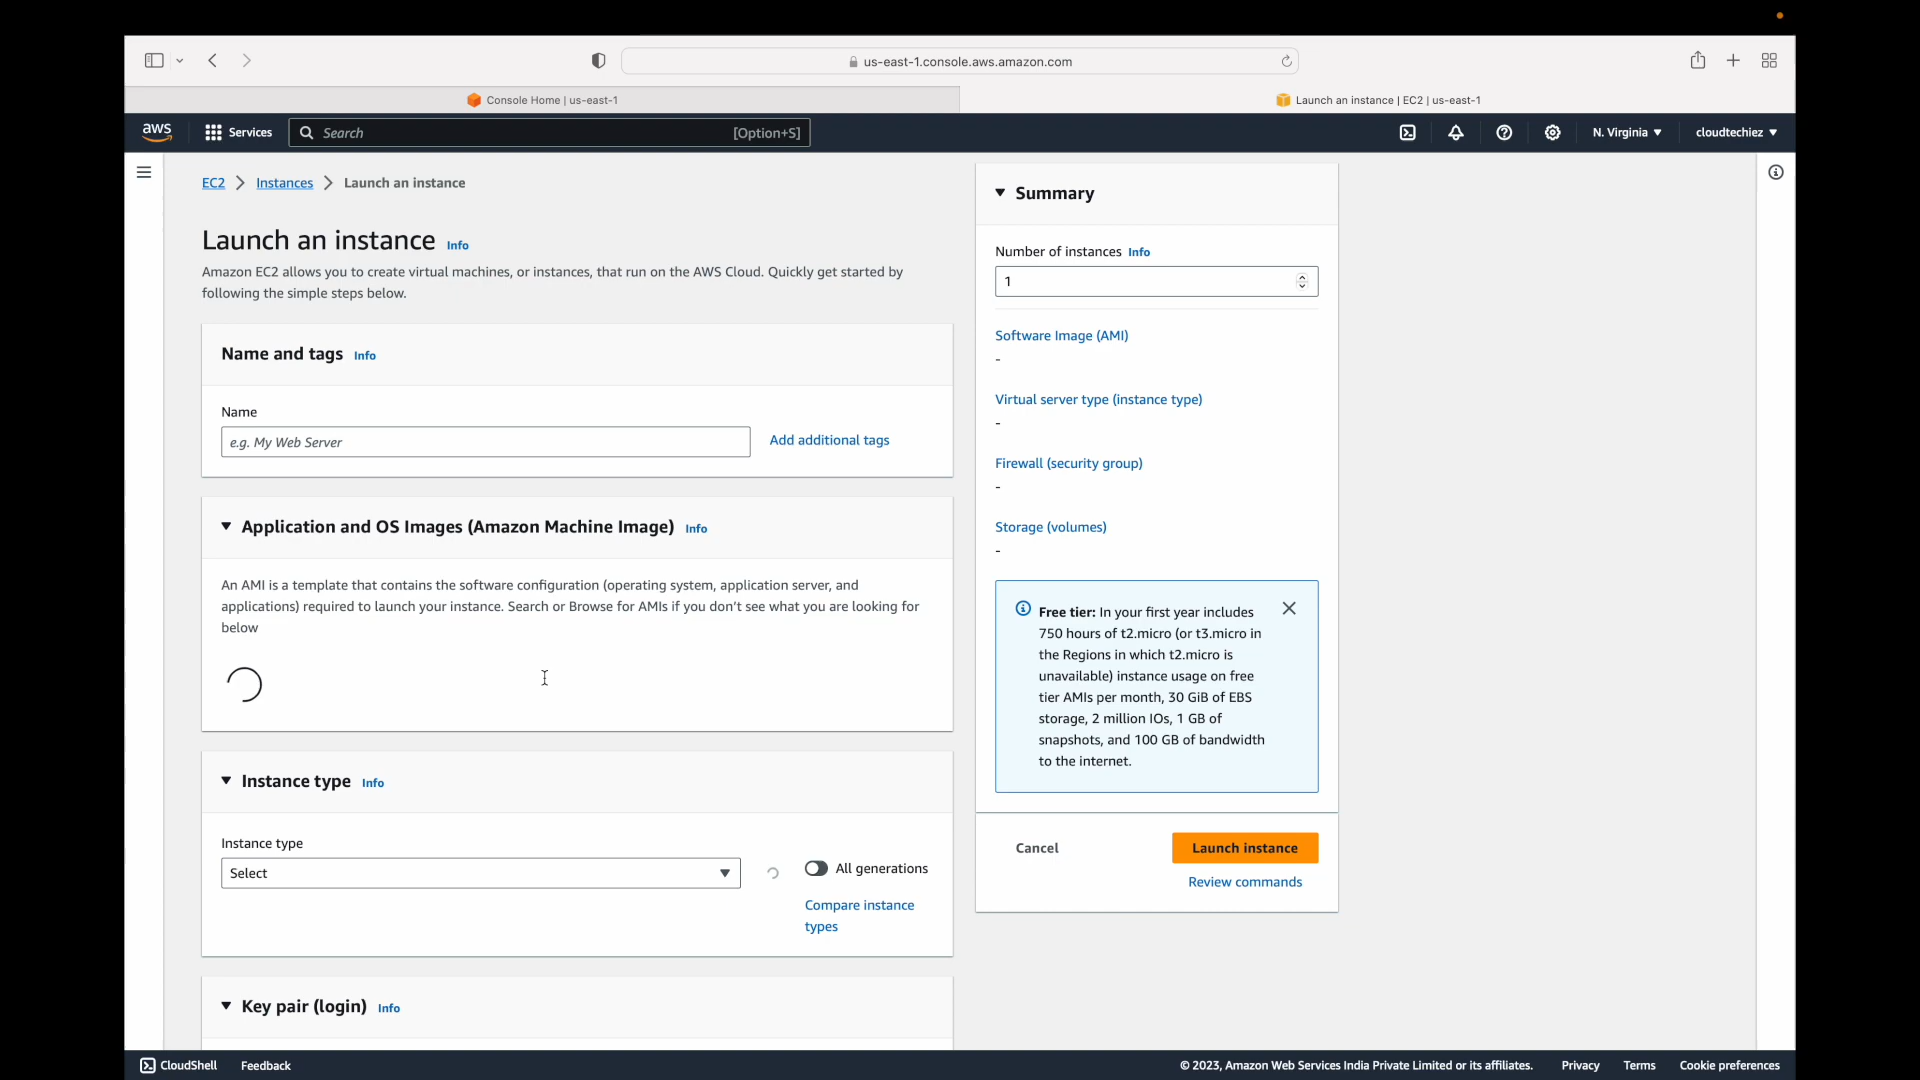 us-east-1.console.aws.amazon.com
Console Home | us-east-1
Launch an instance | EC2 | us-east-1
aws
Services
Search
[Option+S]
N. Virginia
cloudtechiez
EC2
Instances
Launch an instance
Launch an instance Info
Amazon EC2 allows you to create virtual machines, or instances, that run on the AWS Cloud. Quickly get started by
following the simple steps below.
Name and tags Info
Name
e.g. My Web Server
Add additional tags
Application and OS Images (Amazon Machine Image) Info
An AMI is a template that contains the software configuration (operating system, application server, and
applications) required to launch your instance. Search or Browse for AMIs if you don't see what you are looking for
below
Instance type Info
Instance type
Select
All generations
Compare instance
types
Key pair (login) Info
Summary
Number of instances Info
1
Software Image (AMI)
-
Virtual server type (instance type)
-
Firewall (security group)
-
Storage (volumes)
-
Free tier: In your first year includes
750 hours of t2.micro (or t3.micro in
the Regions in which t2.micro is
unavailable) instance usage on free
tier AMIs per month, 30 GiB of EBS
storage, 2 million IOs, 1 GB of
snapshots, and 100 GB of bandwidth
to the internet.
Cancel
Launch instance
Review commands
CloudShell
Feedback
© 2023, Amazon Web Services India Private Limited or its affiliates.
Privacy
Terms
Cookie preferences